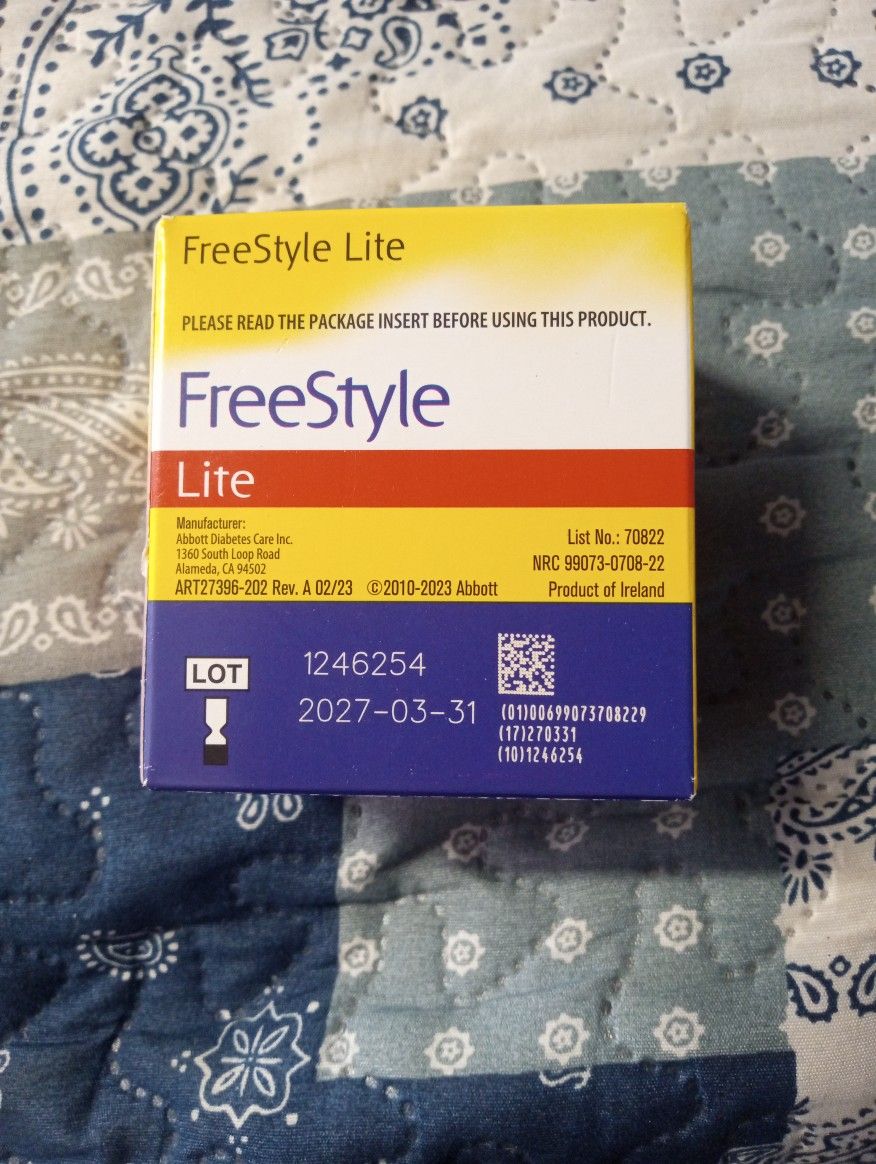 FreeStyle Lite
PLEASE READ THE PACKAGE INSERT BEFORE USING THIS PRODUCT.
FreeStyle
Lite
Manufacturer:
Abbott Diabetes Care Inc.
1360 South Loop Road
Alameda, CA 94502
ART27396-202 Rev. A 02/23 ©2010-2023 Abbott
List No.: 70822
NRC 99073-0708-22
Product of Ireland
LOT 1246254
2027-03-31
(01)00699073708229
(17)270331
(10)1246254